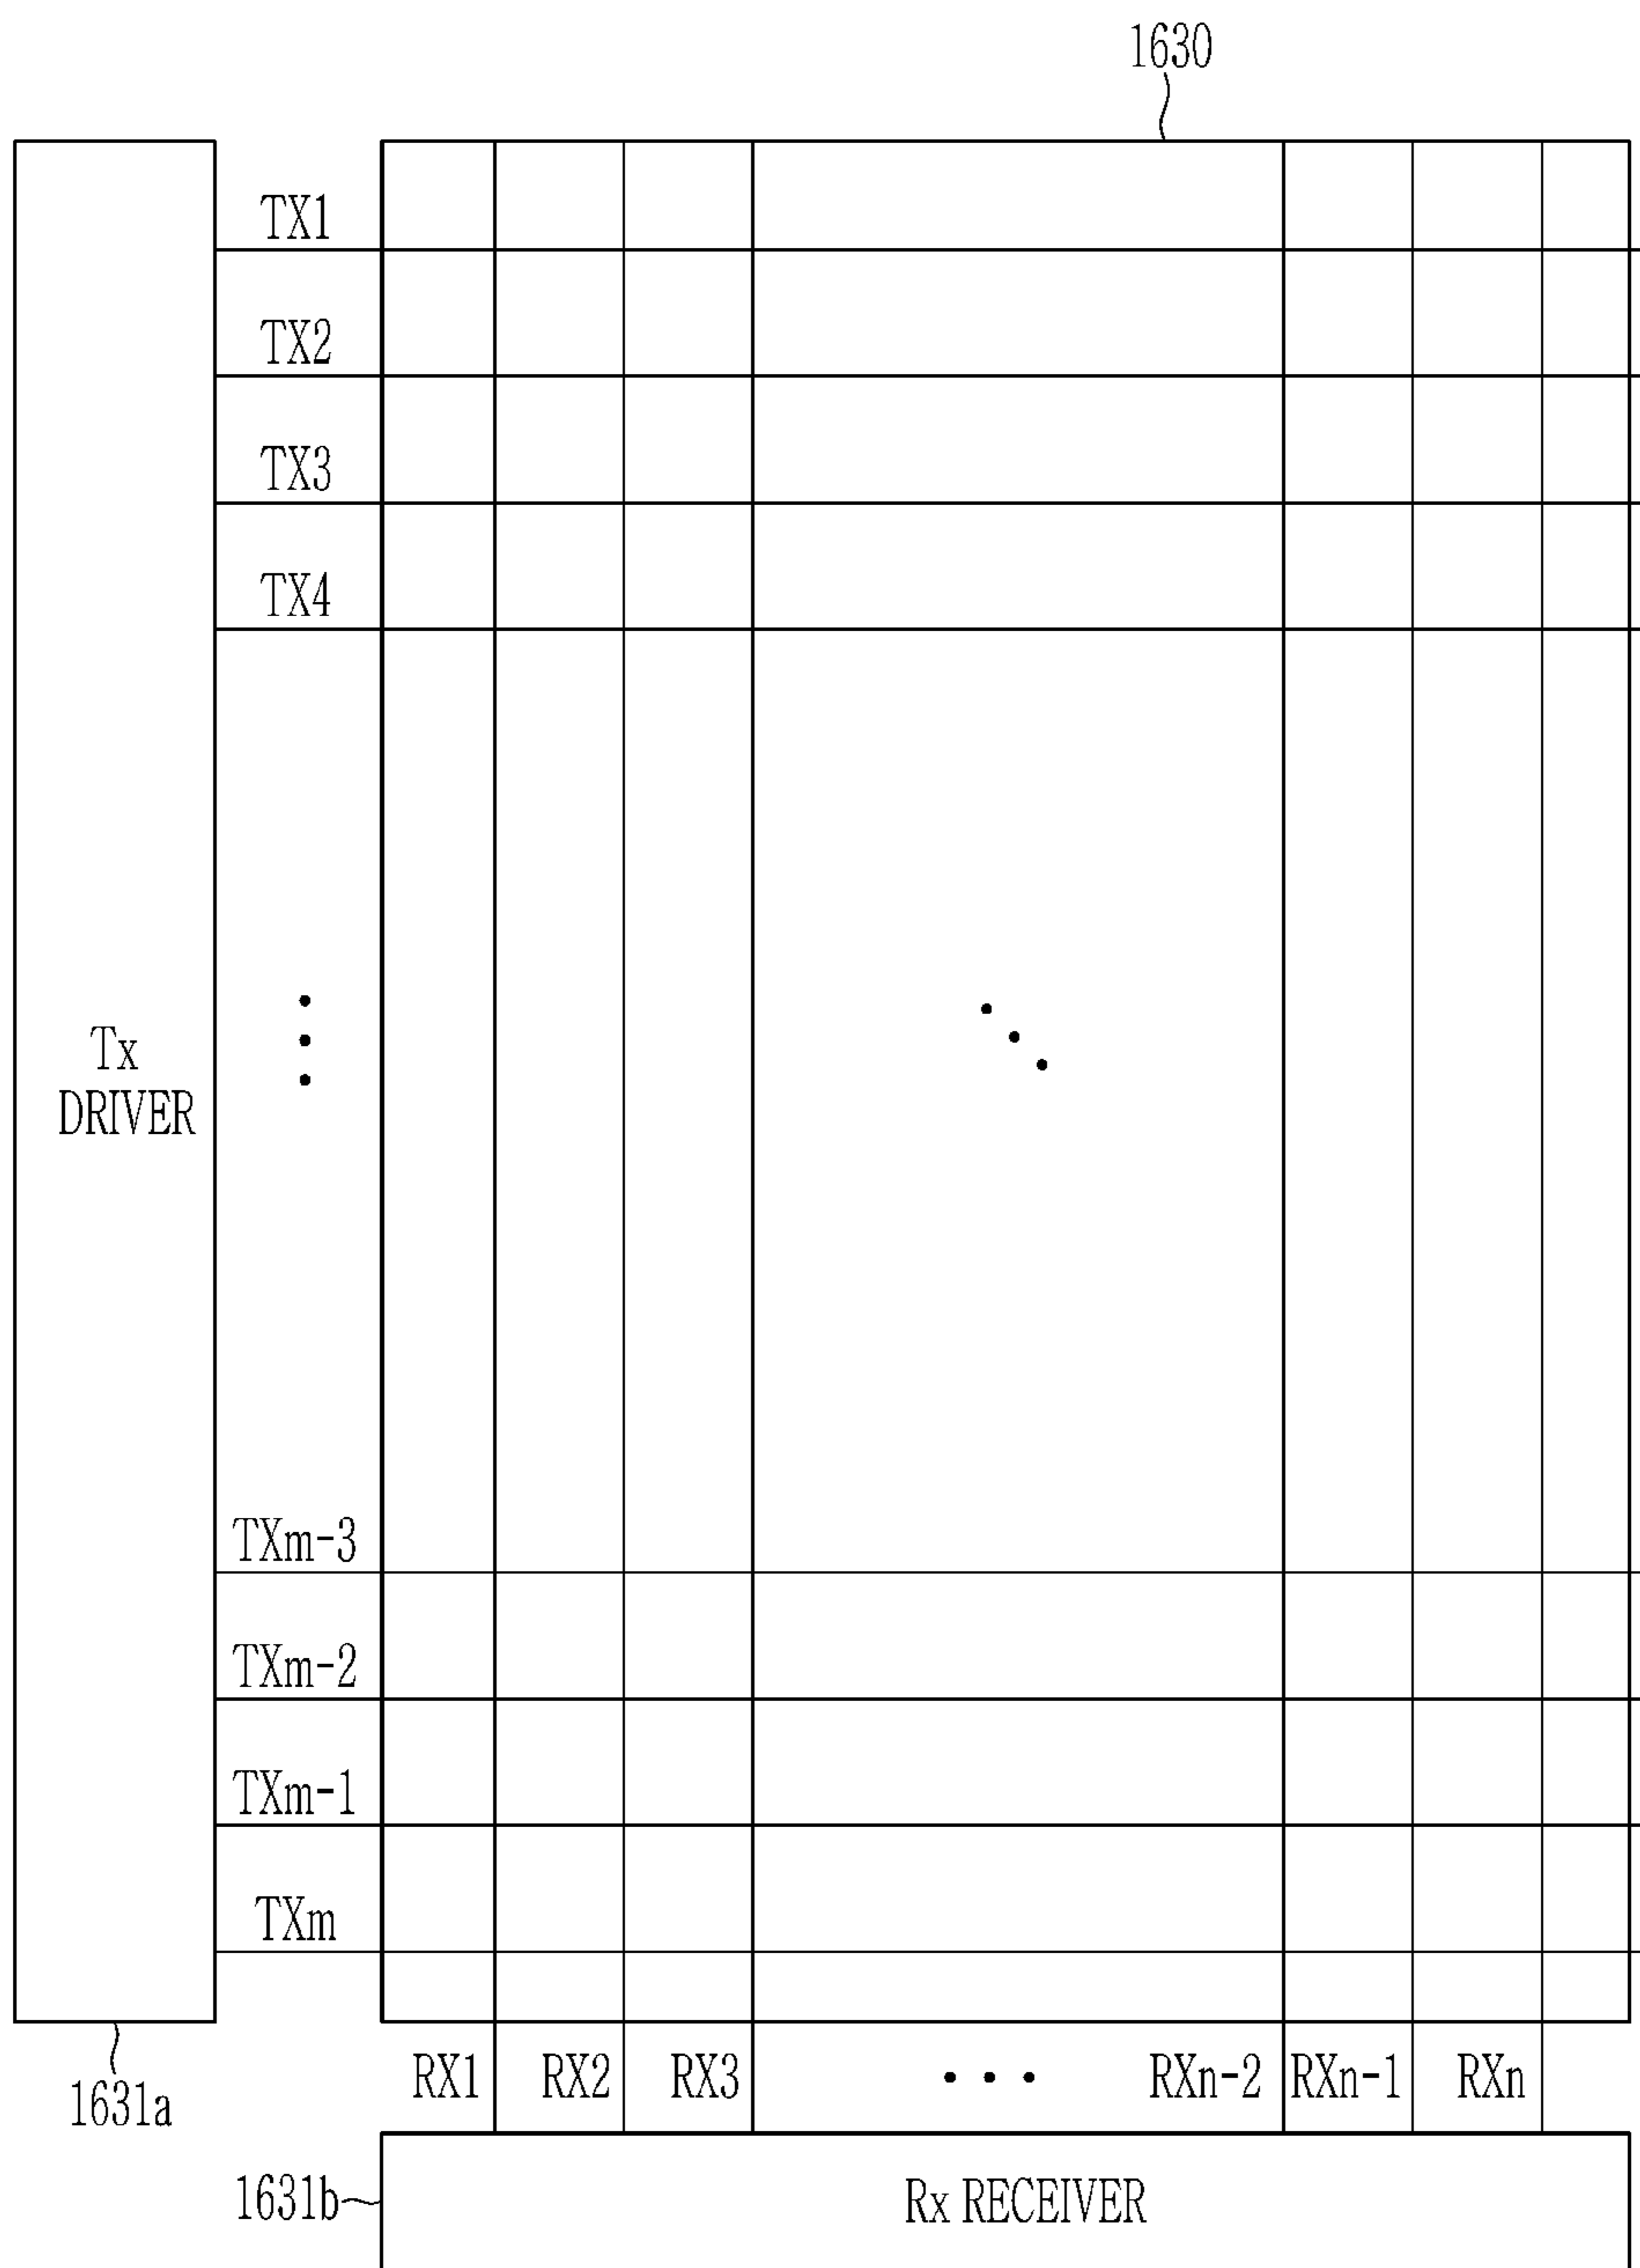 1630
TX1
TX2
TX3
TX4
Tx
DRIVER
TXm-3
TXm-2
TXm-1
TXm
RX1 RX2 RX3 RXn-2 RXn-1 RXn
1631a
1631b
Rx RECEIVER